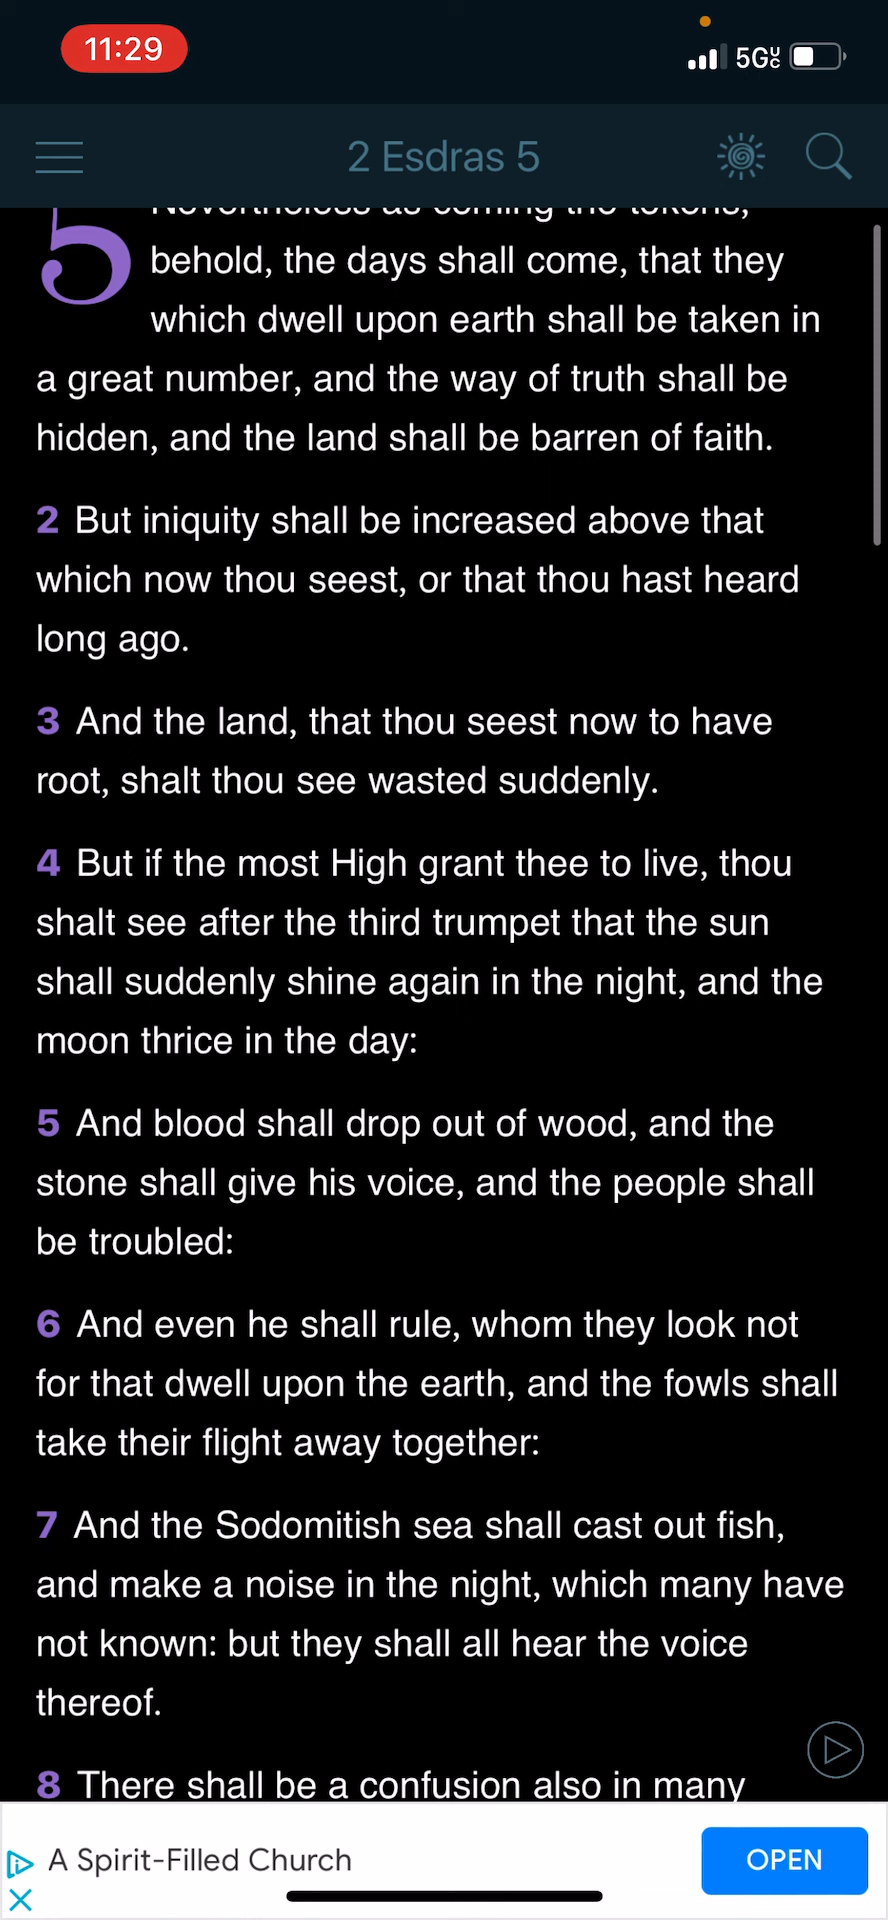 11:29
5G
2 Esdras 5
5 Nevertheless as coming the tokens,
behold, the days shall come, that they
which dwell upon earth shall be taken in
a great number, and the way of truth shall be
hidden, and the land shall be barren of faith.
2 But iniquity shall be increased above that
which now thou seest, or that thou hast heard
long ago.
3 And the land, that thou seest now to have
root, shalt thou see wasted suddenly.
4 But if the most High grant thee to live, thou
shalt see after the third trumpet that the sun
shall suddenly shine again in the night, and the
moon thrice in the day:
5 And blood shall drop out of wood, and the
stone shall give his voice, and the people shall
be troubled:
6 And even he shall rule, whom they look not
for that dwell upon the earth, and the fowls shall
take their flight away together:
7 And the Sodomitish sea shall cast out fish,
and make a noise in the night, which many have
not known: but they shall all hear the voice
thereof.
8 There shall be a confusion also in many
A Spirit-Filled Church
OPEN